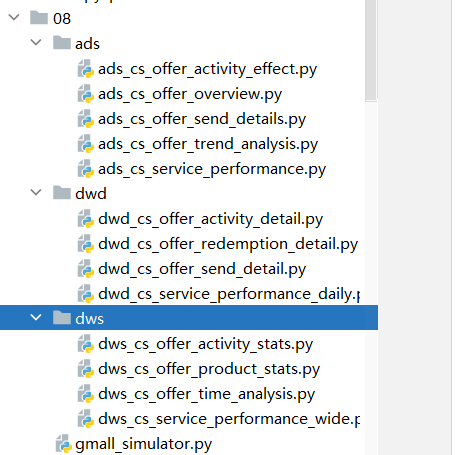 08
ads
ads_cs_offer_activity_effect.py
ads_cs_offer_overview.py
ads_cs_offer_send_details.py
ads_cs_offer_trend_analysis.py
ads_cs_service_performance.py
dwd
dwd_cs_offer_activity_detail.py
dwd_cs_offer_redemption_detail.py
dwd_cs_offer_send_detail.py
dwd_cs_service_performance_daily.p
dws
dws_cs_offer_activity_stats.py
dws_cs_offer_product_stats.py
dws_cs_offer_time_analysis.py
dws_cs_service_performance_wide.p
gmall_simulator.py